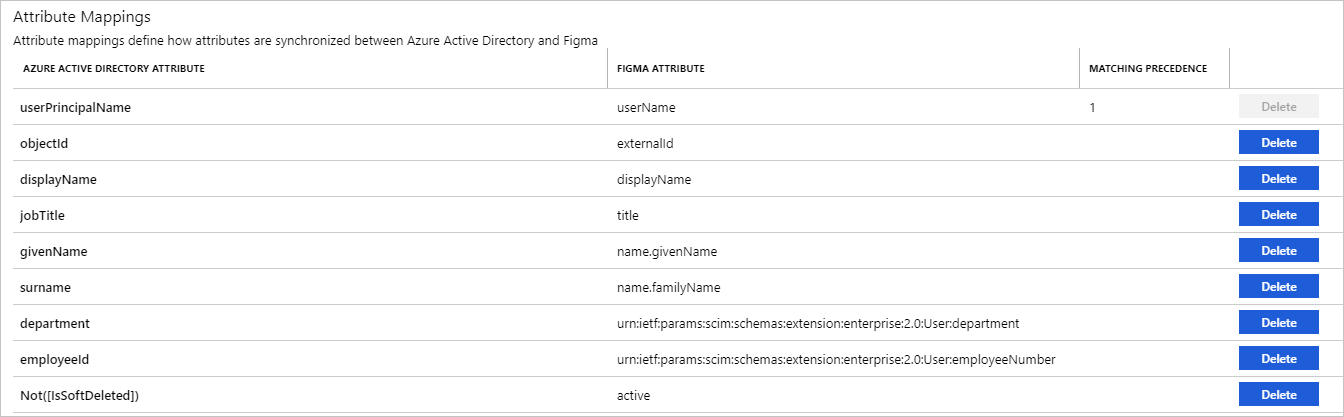 Attribute Mappings
Attribute mappings define how attributes are synchronized between Azure Active Directory and Figma
AZURE ACTIVE DIRECTORY ATTRIBUTE FIGMA ATTRIBUTE MATCHING PRECEDENCE
userPrincipalName userName 1 Delete
objectId externalId Delete
displayName displayName Delete
jobTitle title Delete
givenName name.givenName Delete
surname name.familyName Delete
department urn:ietf:params:scim:schemas:extension:enterprise:2.0:User:department Delete
employeeId urn:ietf:params:scim:schemas:extension:enterprise:2.0:User:employeeNumber Delete
Not([IsSoftDeleted]) active Delete